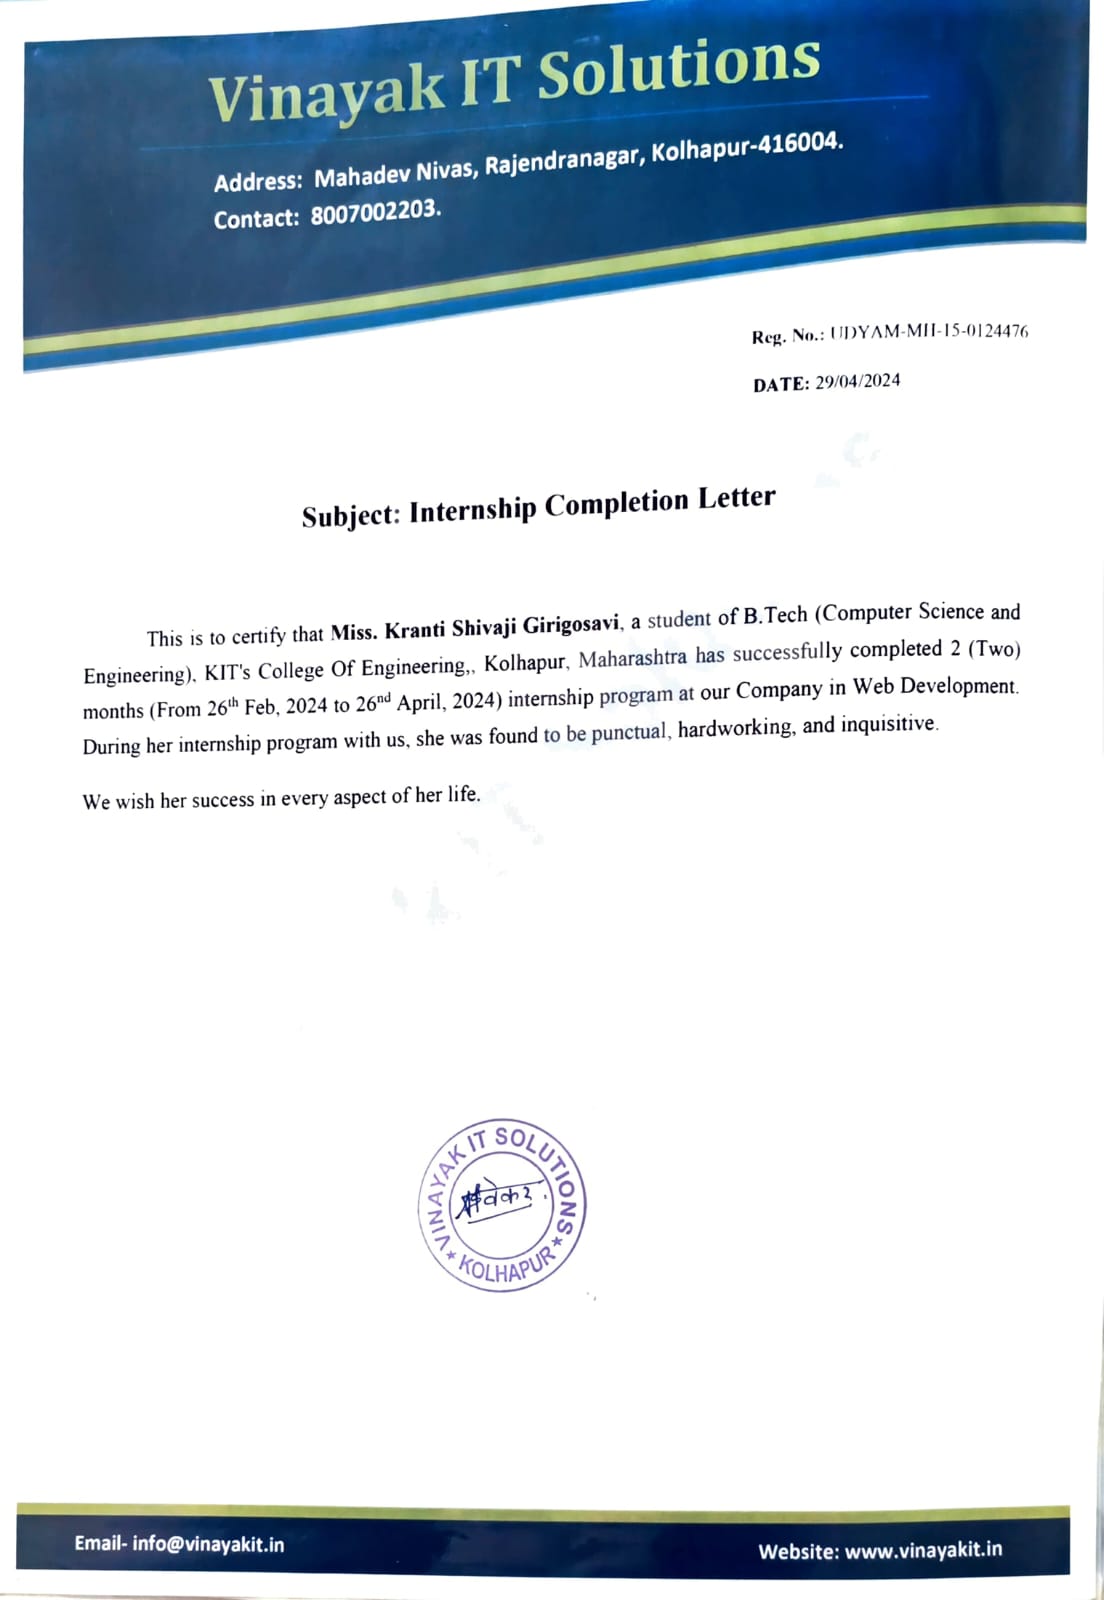 Vinayak IT Solutions
Address: Mahadev Nivas, Rajendranagar, Kolhapur-416004.
Contact: 8007002203.
Reg. No.: UDYAM-MH-15-0124476
DATE: 29/04/2024
Subject: Internship Completion Letter
This is to certify that Miss. Kranti Shivaji Girigosavi, a student of B.Tech (Computer Science and
Engineering), KIT's College Of Engineering,, Kolhapur, Maharashtra has successfully completed 2 (Two)
months (From 26th Feb, 2024 to 26nd April, 2024) internship program at our Company in Web Development.
During her internship program with us, she was found to be punctual, hardworking, and inquisitive.
We wish her success in every aspect of her life.
VINAYAK IT SOLUTIONS
★ KOLHAPUR ★
Email- info@vinayakit.in
Website: www.vinayakit.in